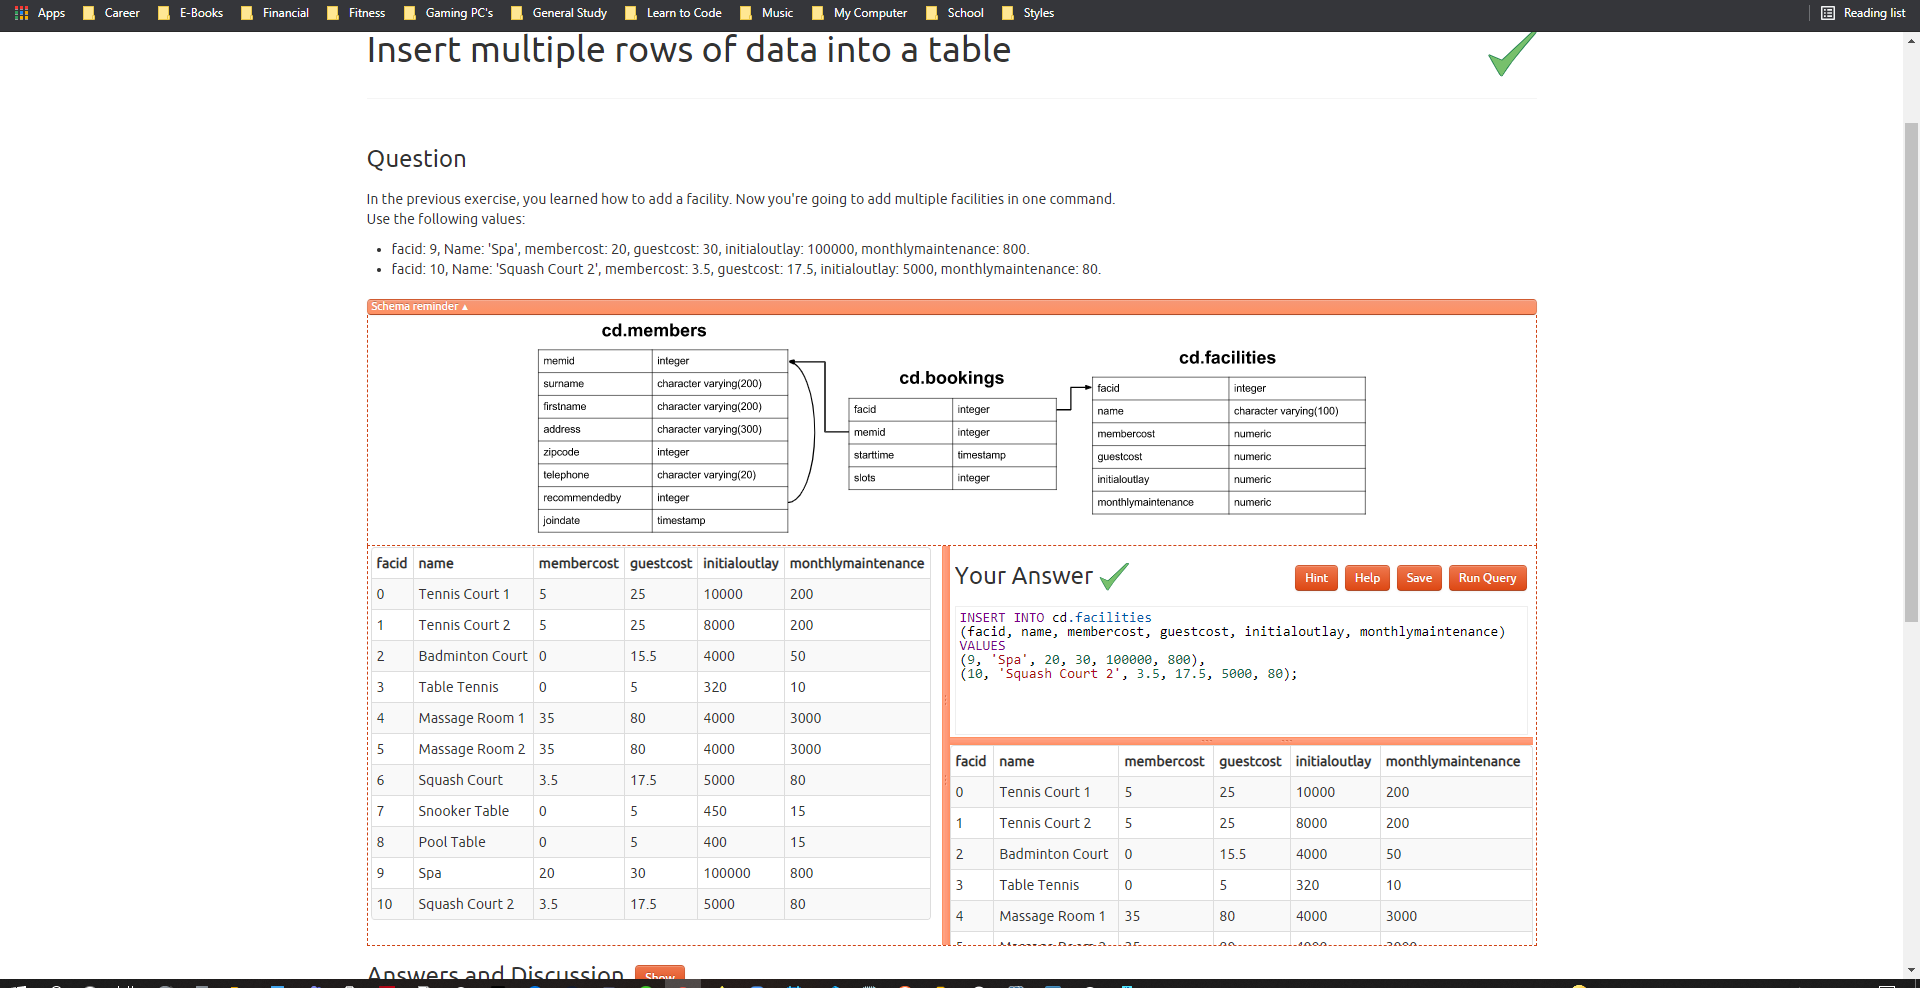 Apps Career E-Books Financial Fitness Gaming PC's General Study Learn to Code Music My Computer School Styles Reading list
Insert multiple rows of data into a table
Question
In the previous exercise, you learned how to add a facility. Now you're going to add multiple facilities in one command.
Use the following values:
• facid: 9, Name: 'Spa', membercost: 20, guestcost: 30, initialoutlay: 100000, monthlymaintenance: 800.
• facid: 10, Name: 'Squash Court 2', membercost: 3.5, guestcost: 17.5, initialoutlay: 5000, monthlymaintenance: 80.
Schema reminder ▲
cd.members
memid integer
surname character varying(200)
firstname character varying(200)
address character varying(300)
zipcode integer
telephone character varying(20)
recommendedby integer
joindate timestamp
cd.bookings
facid integer
memid integer
starttime timestamp
slots integer
cd.facilities
facid integer
name character varying(100)
membercost numeric
guestcost numeric
initialoutlay numeric
monthlymaintenance numeric
facid name membercost guestcost initialoutlay monthlymaintenance
0 Tennis Court 1 5 25 10000 200
1 Tennis Court 2 5 25 8000 200
2 Badminton Court 0 15.5 4000 50
3 Table Tennis 0 5 320 10
4 Massage Room 1 35 80 4000 3000
5 Massage Room 2 35 80 4000 3000
6 Squash Court 3.5 17.5 5000 80
7 Snooker Table 0 5 450 15
8 Pool Table 0 5 400 15
9 Spa 20 30 100000 800
10 Squash Court 2 3.5 17.5 5000 80
Your Answer Hint Help Save Run Query
INSERT INTO cd.facilities
(facid, name, membercost, guestcost, initialoutlay, monthlymaintenance)
VALUES
(9, 'Spa', 20, 30, 100000, 800),
(10, 'Squash Court 2', 3.5, 17.5, 5000, 80);
facid name membercost guestcost initialoutlay monthlymaintenance
0 Tennis Court 1 5 25 10000 200
1 Tennis Court 2 5 25 8000 200
2 Badminton Court 0 15.5 4000 50
3 Table Tennis 0 5 320 10
4 Massage Room 1 35 80 4000 3000
5 Massage Room 2 35 80 4000 3000
Answers and Discussion Show